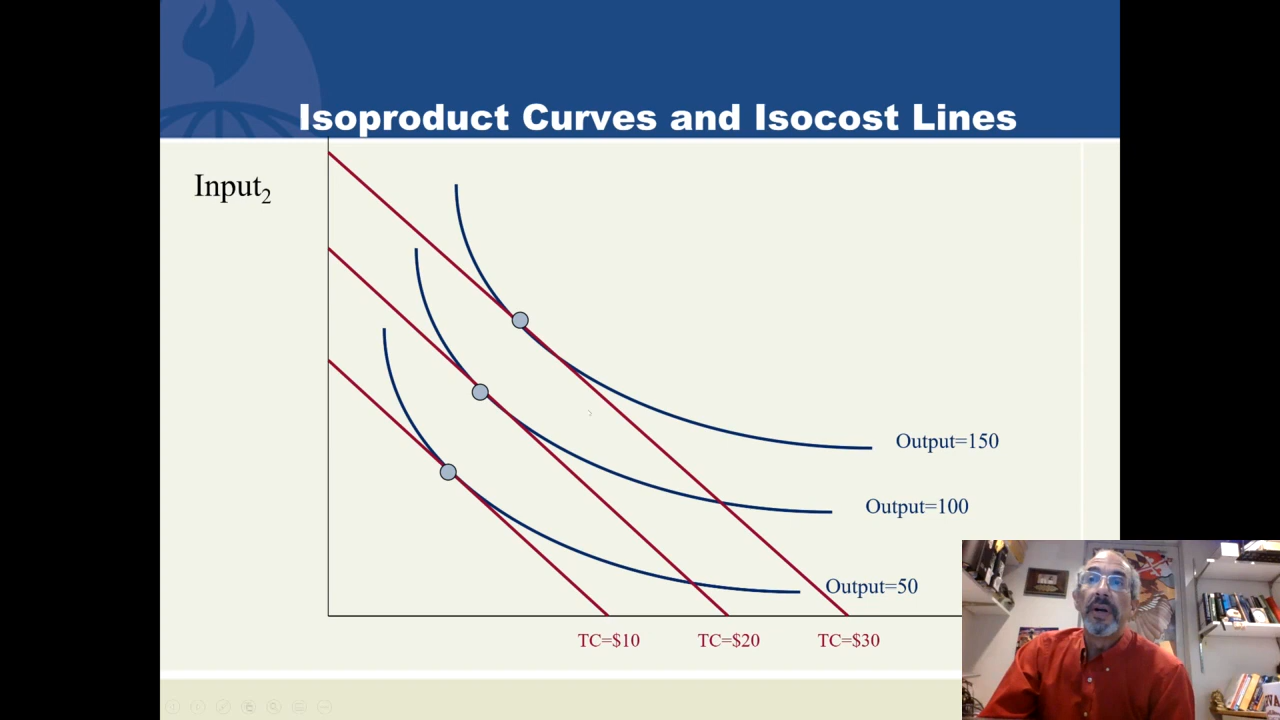 Isoproduct Curves and Isocost Lines
Input₂
Output=150
Output=100
Output=50
TC=$10
TC=$20
TC=$30